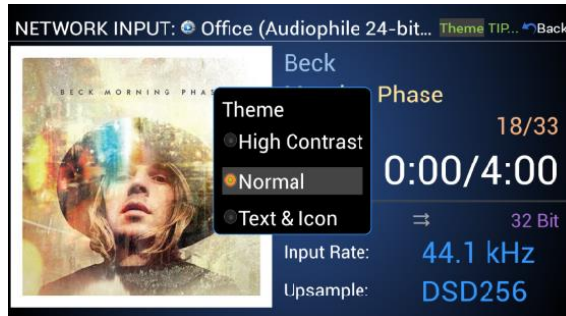 NETWORK INPUT: Office (Audiophile 24-bit... Theme TIP... Back
Beck
BECK MORNING PHAS
Phase
Theme
18/33
High Contrast
0:00/4:00
Normal
Text & Icon
32 Bit
Input Rate: 44.1 kHz
Upsample: DSD256